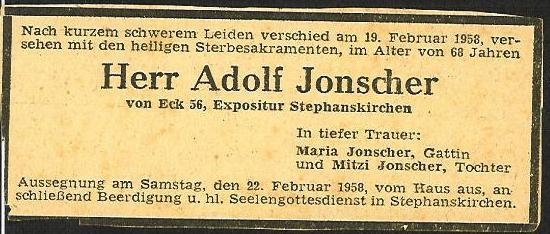 Nach kurzem schwerem Leiden verschied am 19. Februar 1958, ver-
sehen mit den heiligen Sterbesakramenten, im Alter von 68 Jahren
Herr Adolf Jonscher
von Eck 56, Expositur Stephanskirchen
In tiefer Trauer:
Maria Jonscher, Gattin
und Mitzi Jonscher, Tochter
Aussegnung am Samstag, den 22. Februar 1958, vom Haus aus, an-
schließend Beerdigung u. hl. Seelengottesdienst in Stephanskirchen.